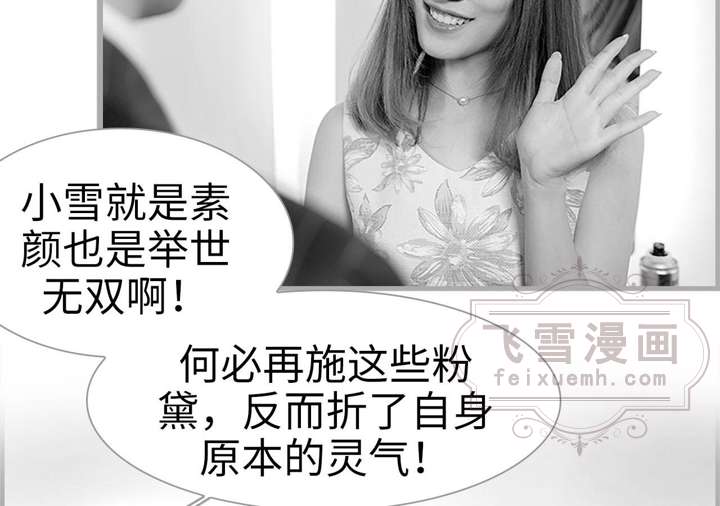 小雪就是素
颜也是举世
无双啊！
何必再施这些粉
黛，反而折了自身
原本的灵气！
飞雪漫画
feixuemh.com